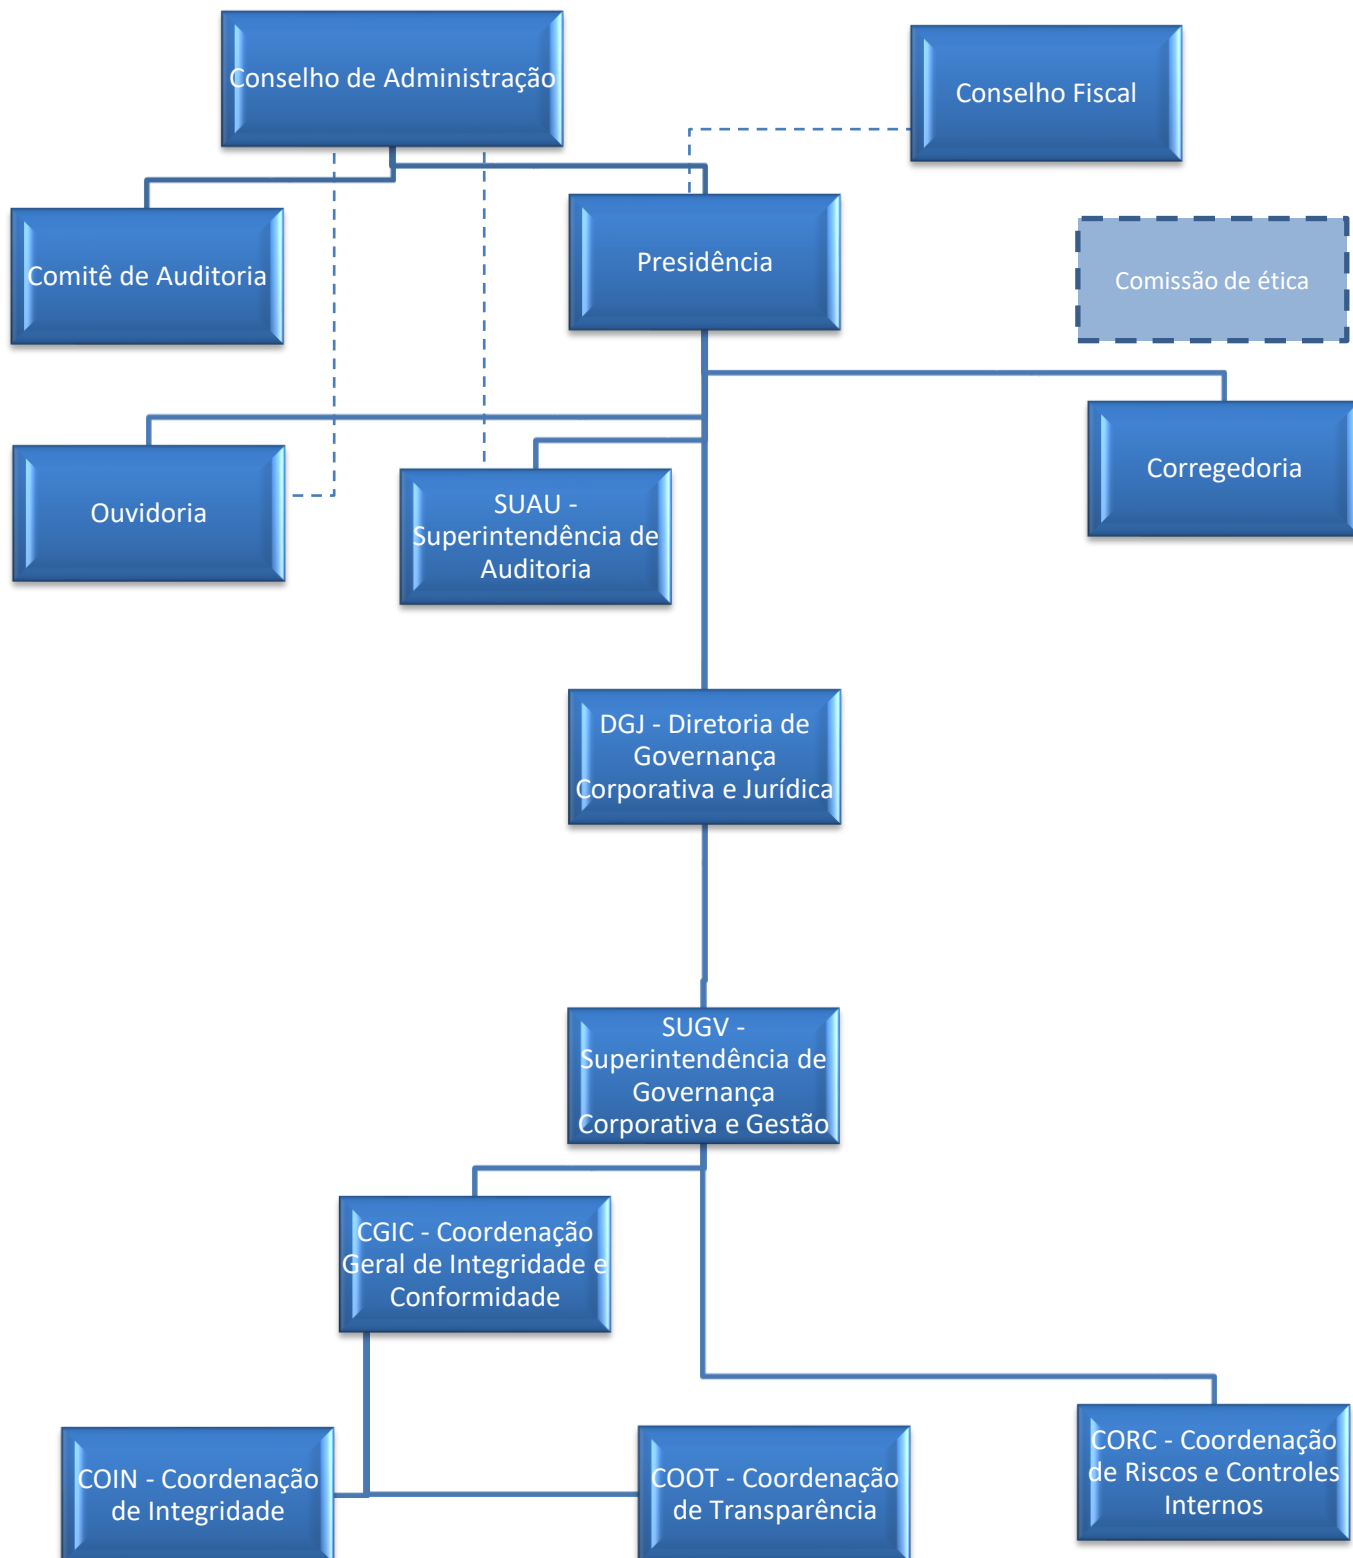 Conselho de Administração
Conselho Fiscal
Comitê de Auditoria
Presidência
Comissão de ética
Ouvidoria
SUAU -
Superintendência de
Auditoria
Corregedoria
DGJ - Diretoria de
Governança
Corporativa e Jurídica
SUGV -
Superintendência de
Governança
Corporativa e Gestão
CGIC - Coordenação
Geral de Integridade e
Conformidade
COIN - Coordenação
de Integridade
COOT - Coordenação
de Transparência
CORC - Coordenação
de Riscos e Controles
Internos